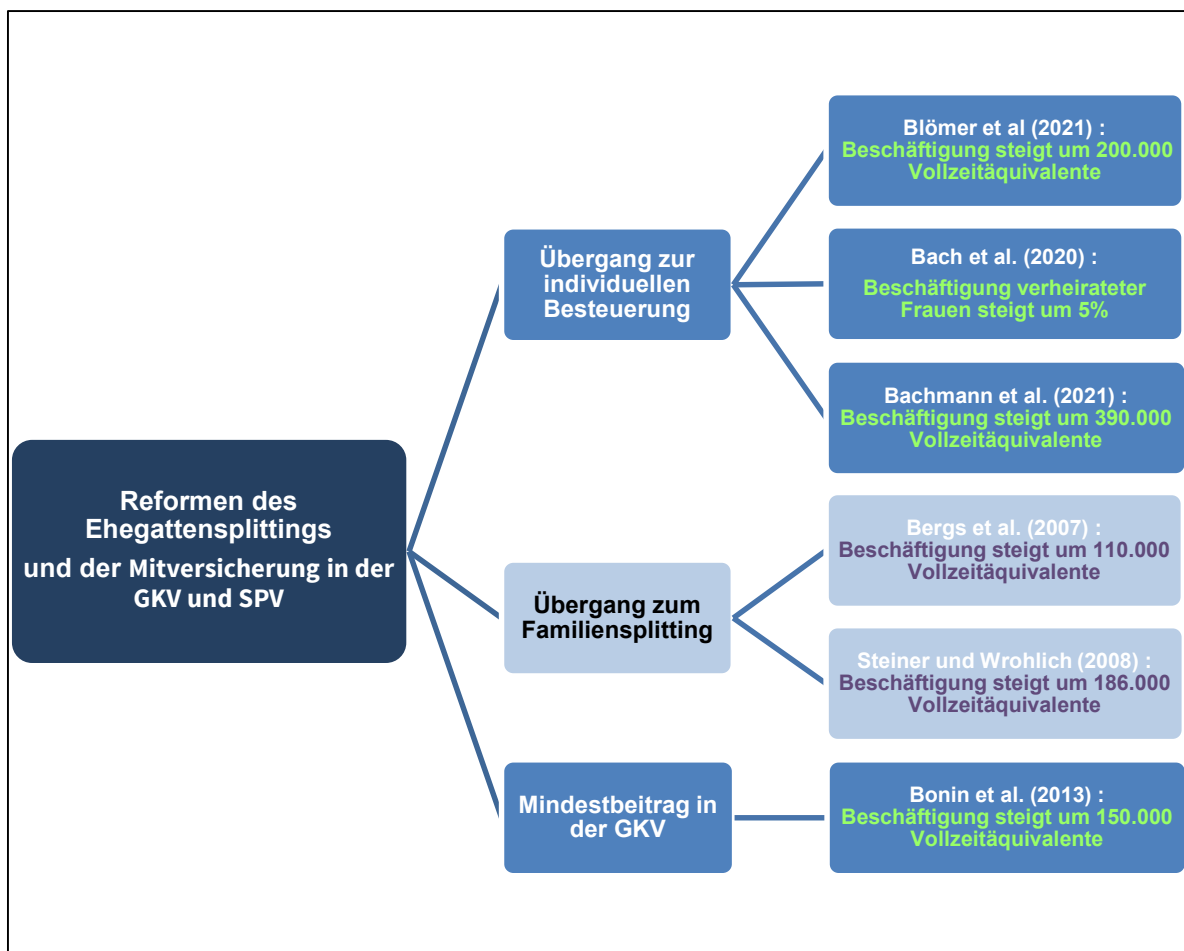 Reformen des
Ehegattensplittings
und der Mitversicherung in der
GKV und SPV
Übergang zur
individuellen
Besteuerung
Blömer et al (2021) :
Beschäftigung steigt um 200.000
Vollzeitäquivalente
Bach et al. (2020) :
Beschäftigung verheirateter
Frauen steigt um 5%
Bachmann et al. (2021) :
Beschäftigung steigt um 390.000
Vollzeitäquivalente
Übergang zum
Familiensplitting
Bergs et al. (2007) :
Beschäftigung steigt um 110.000
Vollzeitäquivalente
Steiner und Wrohlich (2008) :
Beschäftigung steigt um 186.000
Vollzeitäquivalente
Mindestbeitrag in
der GKV
Bonin et al. (2013) :
Beschäftigung steigt um 150.000
Vollzeitäquivalente